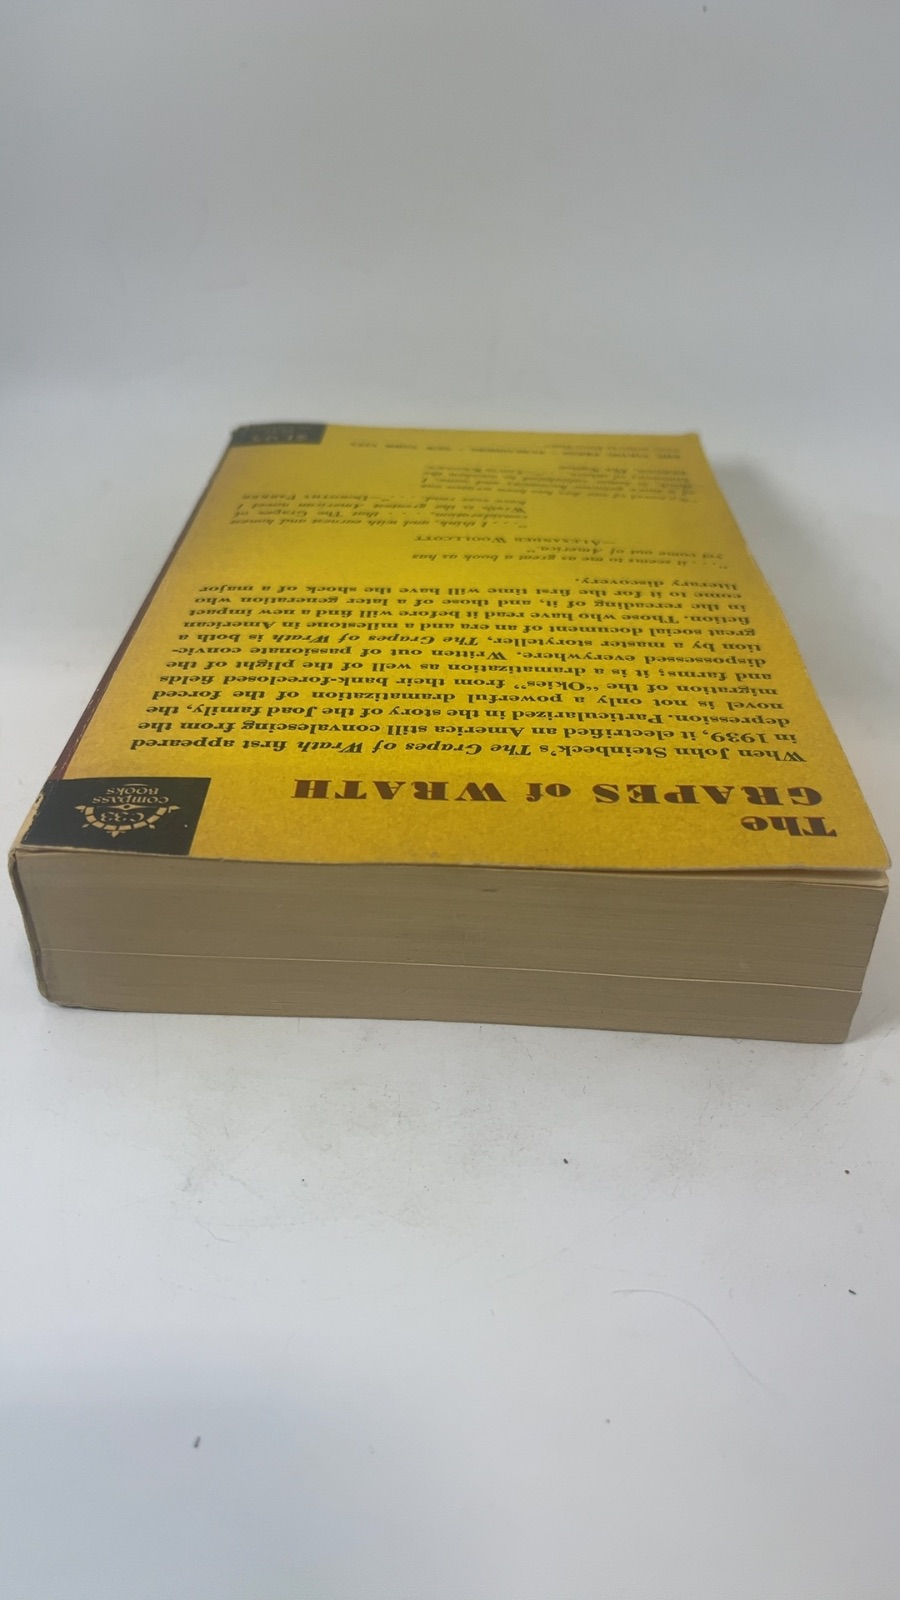 The
GRAPES of WRATH
When John Steinbeck's The Grapes of Wrath first appeared
in 1939, it electrified an America still convalescing from the
depression. Particularized in the story of the Joad family, the
novel is not only a powerful dramatization of the forced
migration of the “Okies” from their bank-foreclosed fields
and farms; it is a dramatization as well of the plight of the
dispossessed everywhere. Written out of passionate convic-
tion by a master storyteller, The Grapes of Wrath is both a
great social document of an era and a milestone in American
fiction. Those who have read it before will find a new impact
in the rereading of it, and those of a later generation who
come to it for the first time will have the shock of a major
literary discovery.
“. . . it seems to me as great a book as has
yet come out of America.”
—ALEXANDER WOOLLCOTT
“. . . I think, and with earnest and honest
consideration, . . . that The Grapes of
Wrath is the greatest American novel I
have ever read. . . .”—DOROTHY PARKER
C33
COMPASS
Books